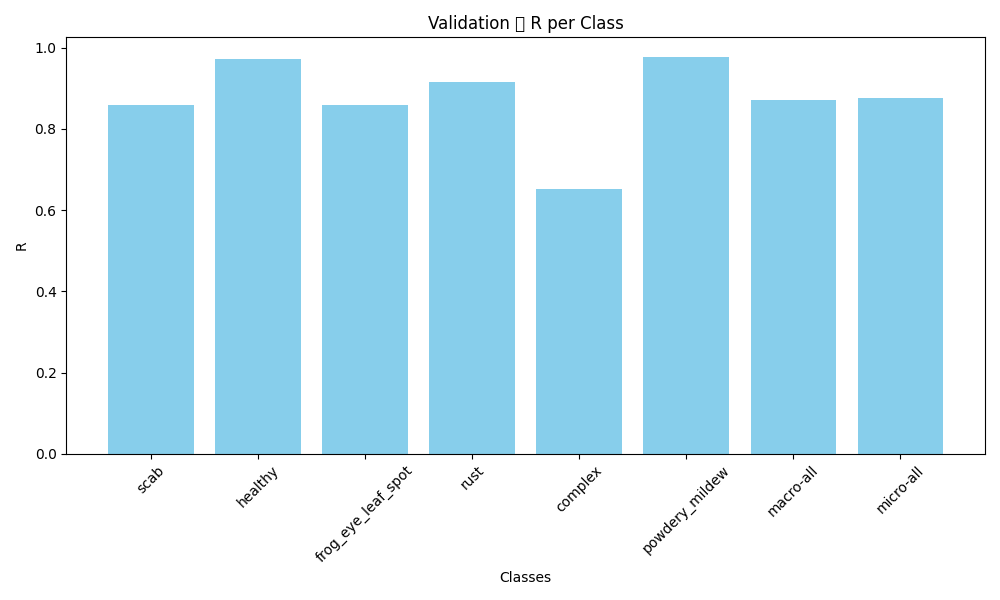 Validation R per Class
1.0
0.8
0.6
0.4
0.2
0.0
R
scab
healthy
frog_eye_leaf_spot
rust
complex
powdery_mildew
macro-all
micro-all
Classes